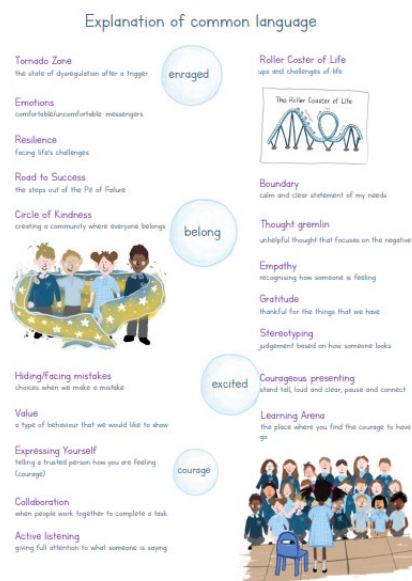 Explanation of common language
Tornado Zone
the state of dysregulation after a trigger
Emotions
comfortable/uncomfortable messengers
Resilience
facing life's challenges
Road to Success
the steps out of the Pit of Failure
Circle of Kindness
creating a community where everyone belongs
Hiding/Facing mistakes
choices when we make a mistake
Value
a type of behaviour that we would like to show
Expressing Yourself
telling a trusted person how you are feeling
(courage)
Collaboration
when people work together to complete a task
Active listening
giving full attention to what someone is saying
enraged
belong
excited
courage
Roller Coster of Life
ups and challenges of life
The Roller Coaster of Life
Boundary
calm and clear statement of my needs
Thought gremlin
unhelpful thought that focuses on the negative
Empathy
recognising how someone is feeling
Gratitude
thankful for the things that we have
Stereotyping
judgement based on how someone looks
Courageous presenting
stand tall, loud and clear, pause and connect
Learning Arena
the place where you find the courage to have
go